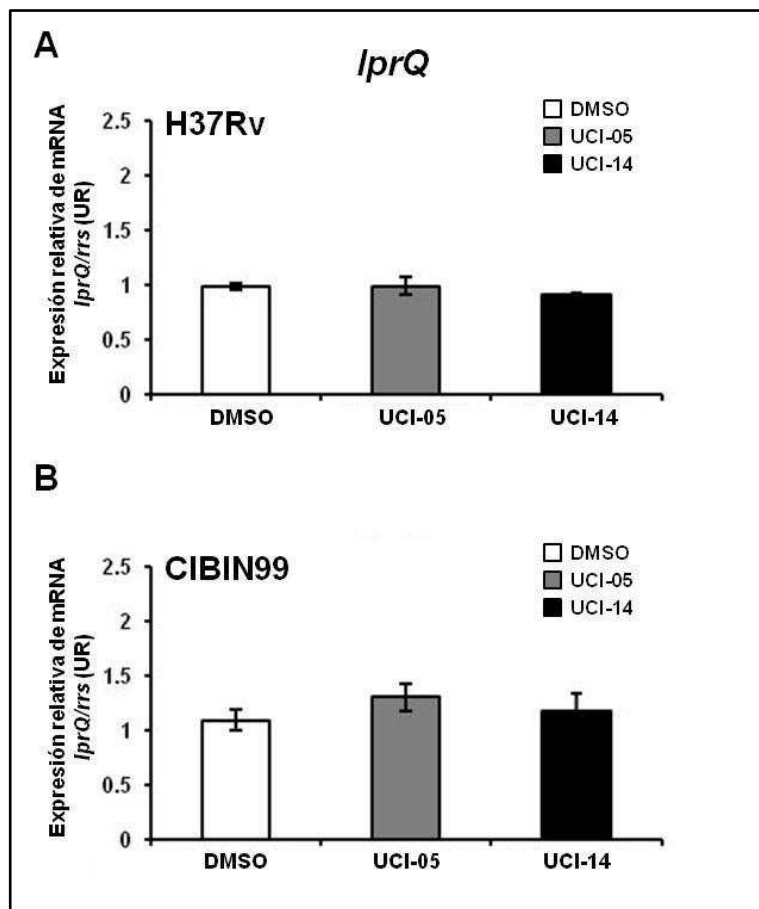 A
lprQ
H37Rv
DMSO
UCI-05
UCI-14
Expresión relativa de mRNA
lprQ/rrs (UR)
2.5
2
1.5
1
0.5
0
DMSO
UCI-05
UCI-14
B
CIBIN99
DMSO
UCI-05
UCI-14
Expresión relativa de mRNA
lprQ/rrs (UR)
2.5
2
1.5
1
0.5
0
DMSO
UCI-05
UCI-14